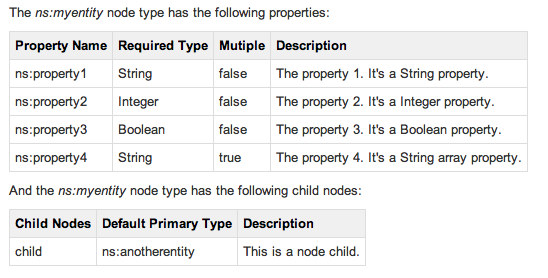 The ns:myentity node type has the following properties:
Property Name Required Type Mutiple Description
ns:property1 String false The property 1. It's a String property.
ns:property2 Integer false The property 2. It's a Integer property.
ns:property3 Boolean false The property 3. It's a Boolean property.
ns:property4 String true The property 4. It's a String array property.
And the ns:myentity node type has the following child nodes:
Child Nodes Default Primary Type Description
child ns:anotherentity This is a node child.